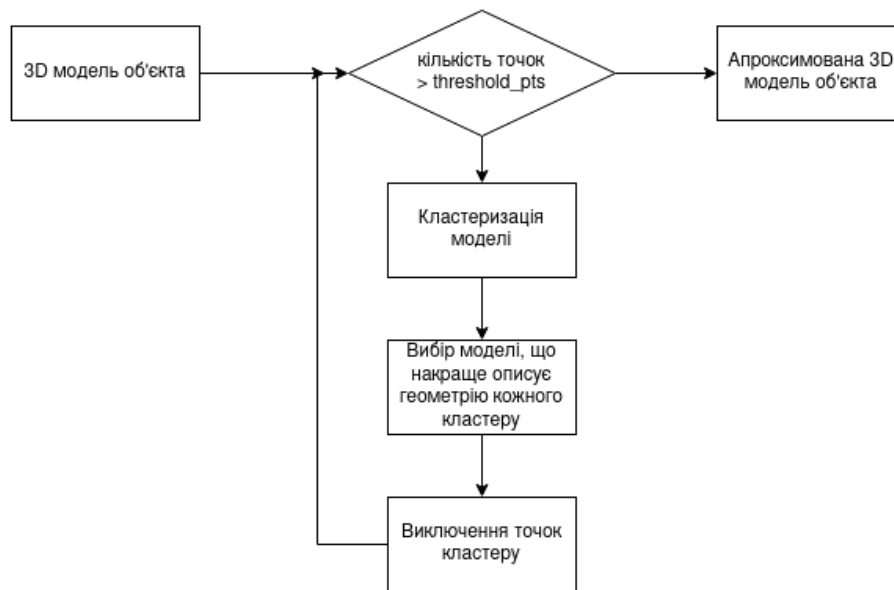 3D модель об'єкта
кількість точок
> threshold_pts
Апроксимована 3D
модель об'єкта
Кластеризація
моделі
Вибір моделі, що
накраще описує
геометрію кожного
кластеру
Виключення точок
кластеру